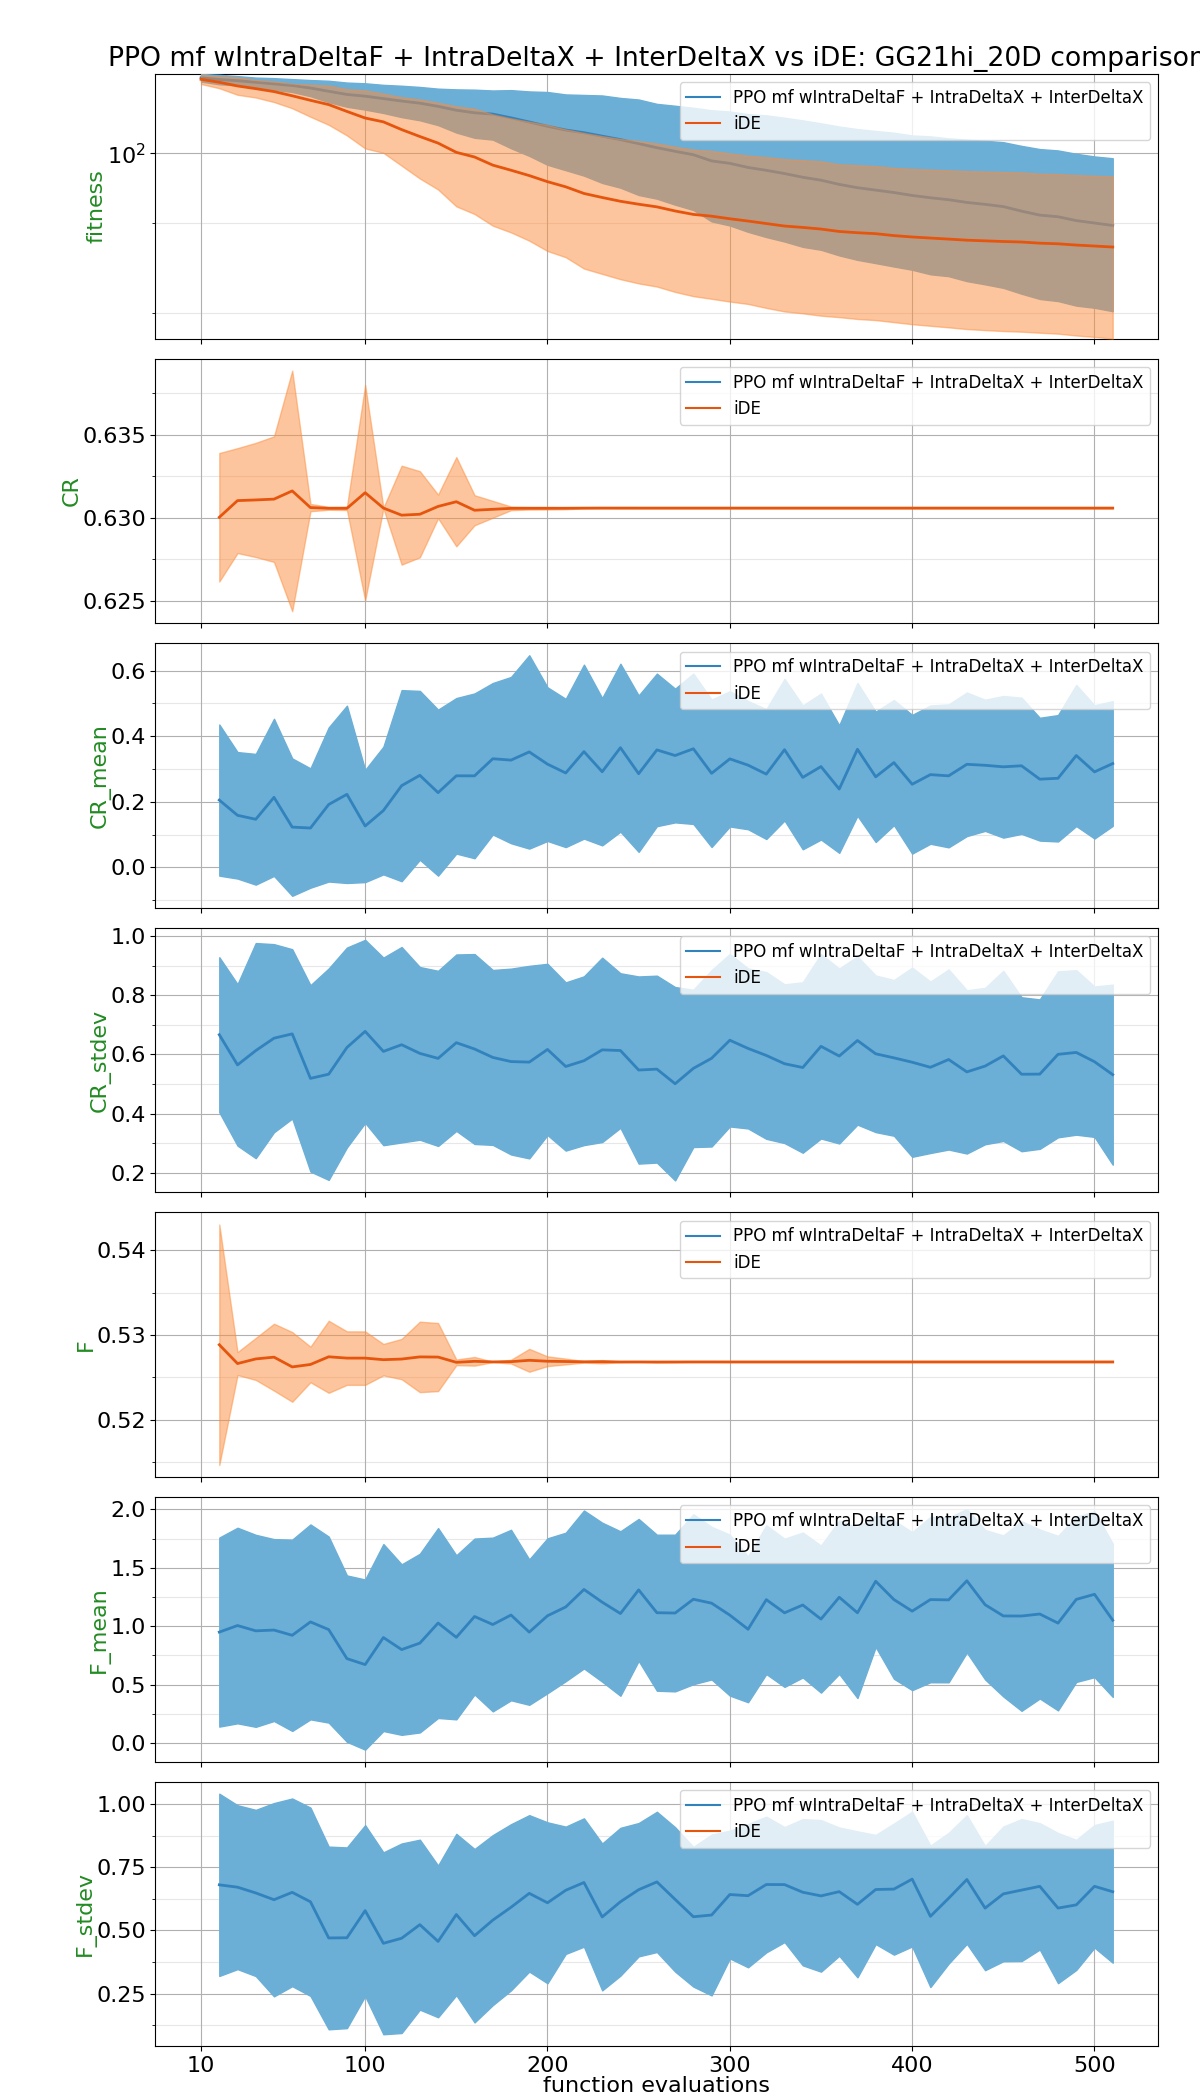 PPO mf wIntraDeltaF + IntraDeltaX + InterDeltaX vs iDE: GG21hi_20D comparison
PPO mf wIntraDeltaF + IntraDeltaX + InterDeltaX
iDE
10²
fitness
PPO mf wIntraDeltaF + IntraDeltaX + InterDeltaX
iDE
0.635
0.630
0.625
CR
PPO mf wIntraDeltaF + IntraDeltaX + InterDeltaX
iDE
0.6
0.4
0.2
0.0
CR_mean
PPO mf wIntraDeltaF + IntraDeltaX + InterDeltaX
iDE
1.0
0.8
0.6
0.4
0.2
CR_stdev
PPO mf wIntraDeltaF + IntraDeltaX + InterDeltaX
iDE
0.54
0.53
0.52
F
PPO mf wIntraDeltaF + IntraDeltaX + InterDeltaX
iDE
2.0
1.5
1.0
0.5
0.0
F_mean
PPO mf wIntraDeltaF + IntraDeltaX + InterDeltaX
iDE
1.00
0.75
0.50
0.25
F_stdev
10 100 200 300 400 500
function evaluations